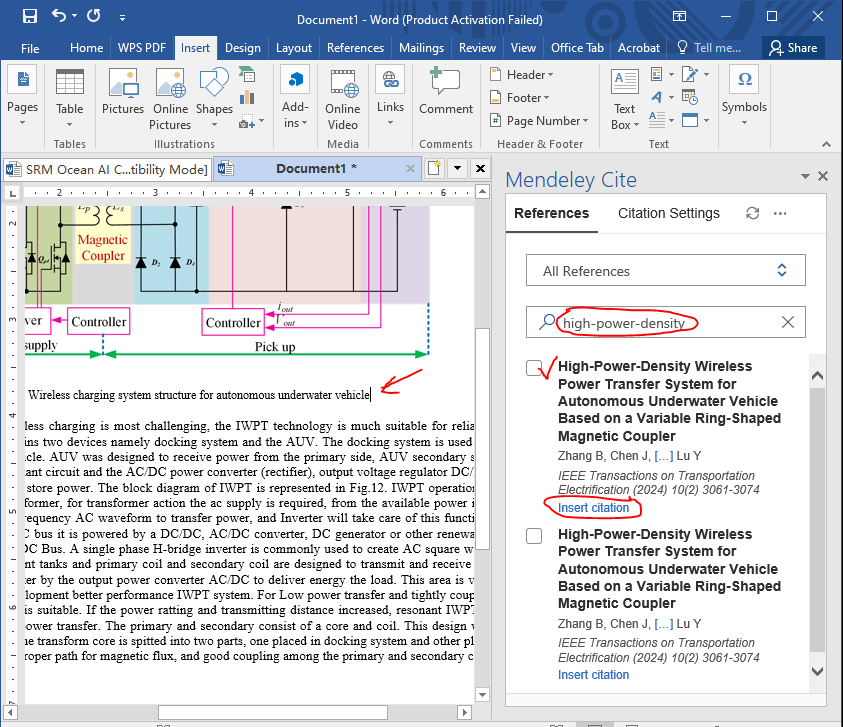 Document1 - Word (Product Activation Failed)
File Home WPS PDF Insert Design Layout References Mailings Review View Office Tab Acrobat Tell me... Share
Pages
Table
Tables
Pictures
Online Pictures
Shapes
Illustrations
Add-ins
Online Video
Media
Links
Comment
Comments
Header
Footer
Page Number
Header & Footer
Text Box
Text
Symbols
SRM Ocean AI C...tibility Mode]
Document1 *
2 3 4 5 6
Lp Ls
Magnetic
Coupler
Qp4
D2 D4
iout
out
ver
Controller
Controller
supply
Pick up
Wireless charging system structure for autonomous underwater vehicle
less charging is most challenging, the IWPT technology is much suitable for relia
ins two devices namely docking system and the AUV. The docking system is used
cle. AUV was designed to receive power from the primary side, AUV secondary s
ant circuit and the AC/DC power converter (rectifier), output voltage regulator DC/
store power. The block diagram of IWPT is represented in Fig.12. IWPT operation
former, for transformer action the ac supply is required, from the available power i
requency AC waveform to transfer power, and Inverter will take care of this functi
C bus it is powered by a DC/DC, AC/DC converter, DC generator or other renewa
DC Bus. A single phase H-bridge inverter is commonly used to create AC square w
nt tanks and primary coil and secondary coil are designed to transmit and receive
ter by the output power converter AC/DC to deliver energy the load. This area is v
lopment better performance IWPT system. For Low power transfer and tightly coup
is suitable. If the power ratting and transmitting distance increased, resonant IWPT
ower transfer. The primary and secondary consist of a core and coil. This design w
he transform core is spitted into two parts, one placed in docking system and other pl
roper path for magnetic flux, and good coupling among the primary and secondary c
Mendeley Cite
References Citation Settings
All References
high-power-density
High-Power-Density Wireless
Power Transfer System for
Autonomous Underwater Vehicle
Based on a Variable Ring-Shaped
Magnetic Coupler
Zhang B, Chen J, [...] Lu Y
IEEE Transactions on Transportation
Electrification (2024) 10(2) 3061-3074
Insert citation
High-Power-Density Wireless
Power Transfer System for
Autonomous Underwater Vehicle
Based on a Variable Ring-Shaped
Magnetic Coupler
Zhang B, Chen J, [...] Lu Y
IEEE Transactions on Transportation
Electrification (2024) 10(2) 3061-3074
Insert citation